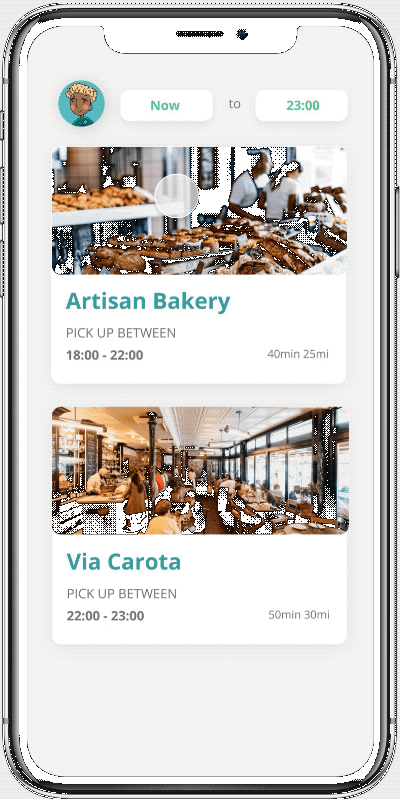 Now to 23:00
Artisan Bakery
PICK UP BETWEEN
18:00 - 22:00 40min 25mi
Via Carota
PICK UP BETWEEN
22:00 - 23:00 50min 30mi